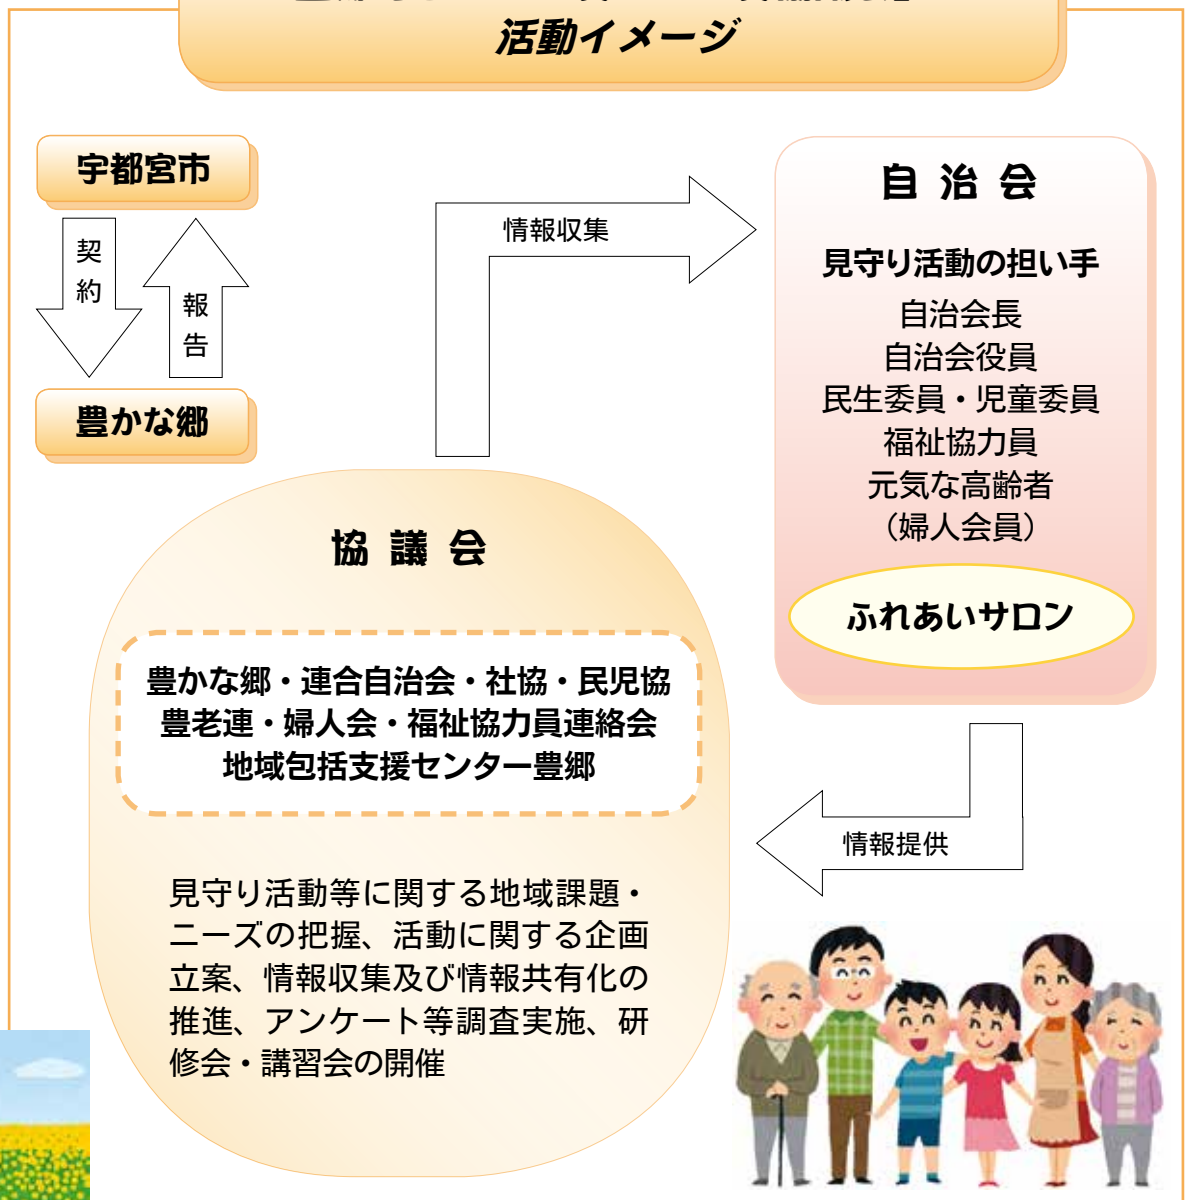 活動イメージ
宇都宮市
契約
報告
豊かな郷
情報収集
自治会
見守り活動の担い手
自治会長
自治会役員
民生委員・児童委員
福祉協力員
元気な高齢者
（婦人会員）
ふれあいサロン
情報提供
協議会
豊かな郷・連合自治会・社協・民児協
豊老連・婦人会・福祉協力員連絡会
地域包括支援センター豊郷
見守り活動等に関する地域課題・
ニーズの把握、活動に関する企画
立案、情報収集及び情報共有化の
推進、アンケート等調査実施、研
修会・講習会の開催